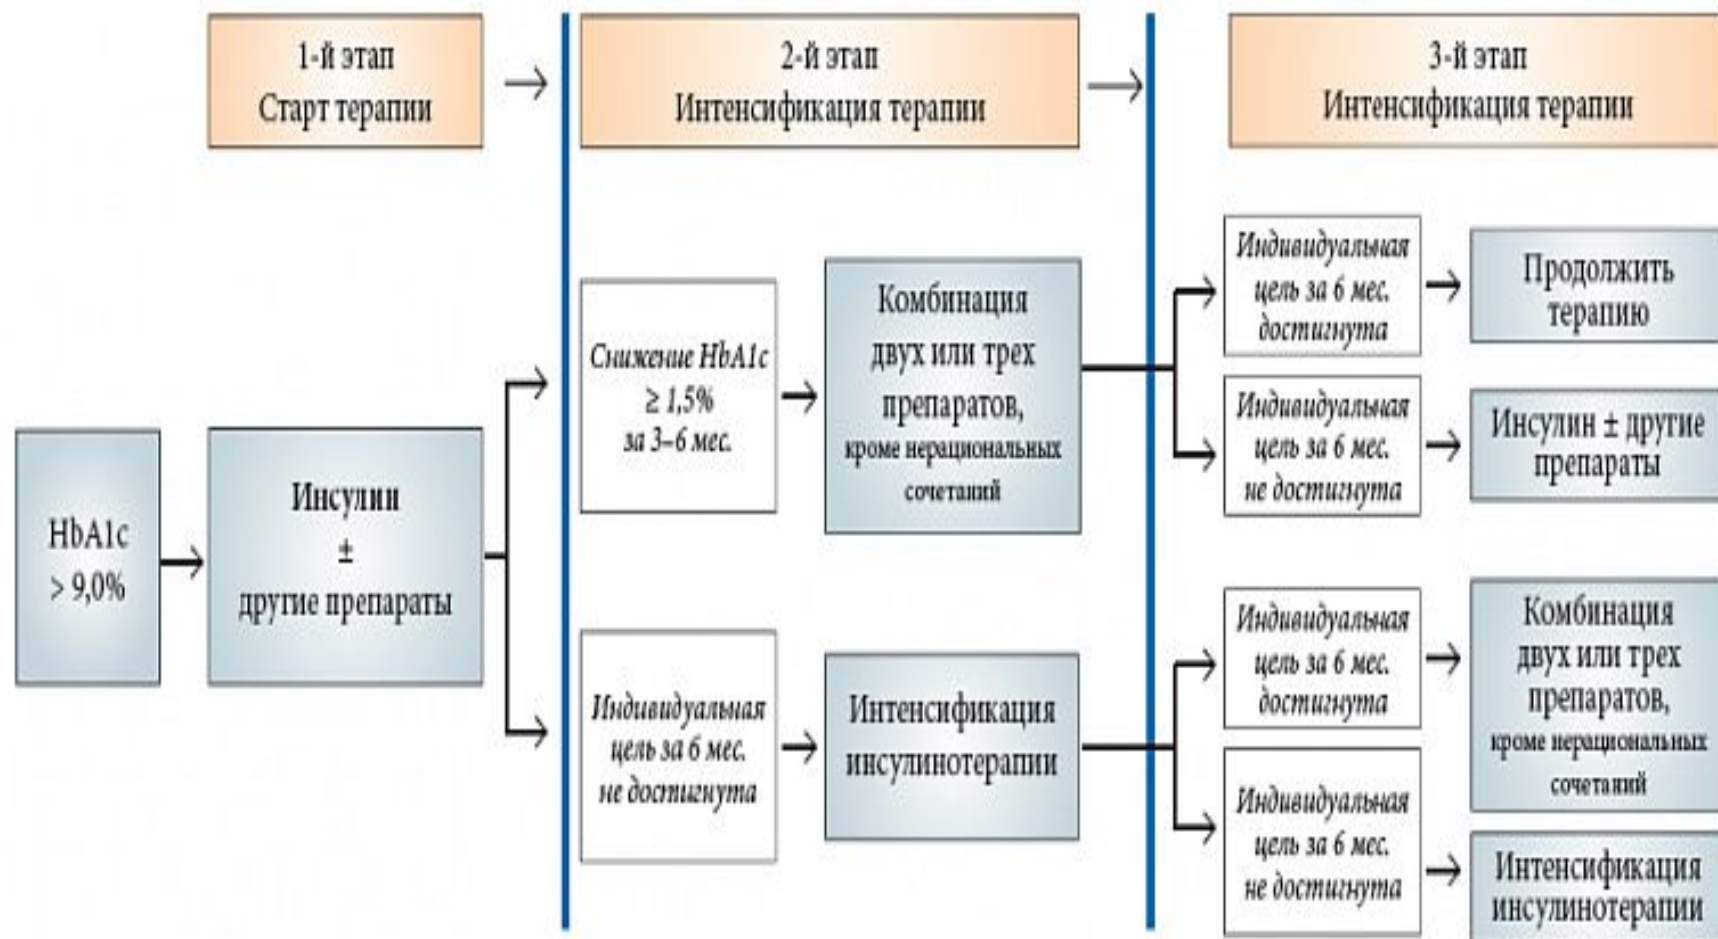 1-й этап
Старт терапии
2-й этап
Интенсификация терапии
3-й этап
Интенсификация терапии
HbA1c
> 9,0%
Инсулин
±
другие препараты
Снижение HbA1c
≥ 1,5%
за 3–6 мес.
Комбинация
двух или трех
препаратов,
кроме нерациональных
сочетаний
Индивидуальная
цель за 6 мес.
достигнута
Продолжить
терапию
Индивидуальная
цель за 6 мес.
не достигнута
Инсулин ± другие
препараты
Индивидуальная
цель за 6 мес.
не достигнута
Интенсификация
инсулинотерапии
Индивидуальная
цель за 6 мес.
достигнута
Комбинация
двух или трех
препаратов,
кроме нерациональных
сочетаний
Индивидуальная
цель за 6 мес.
не достигнута
Интенсификация
инсулинотерапии